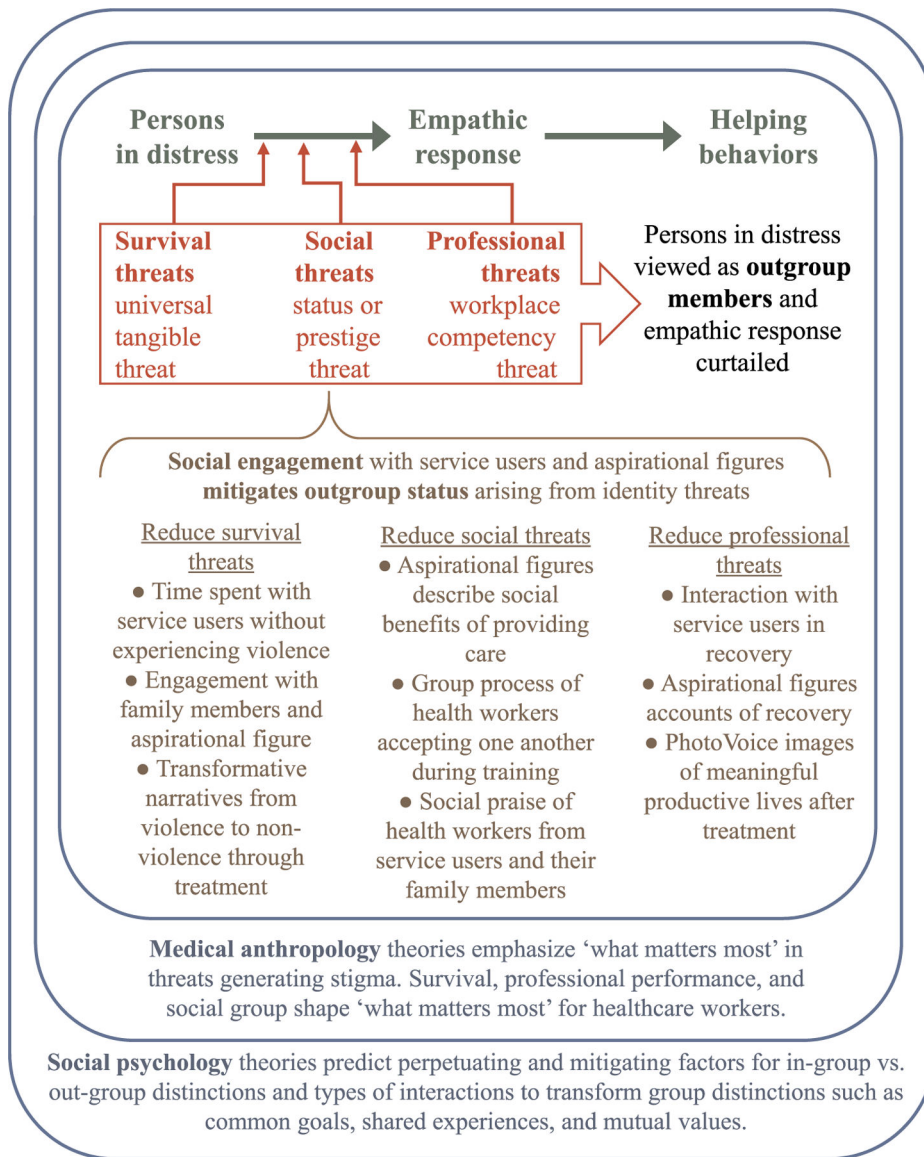 Persons
in distress
Empathic
response
Helping
behaviors
Survival
threats
universal
tangible
threat
Social
threats
status or
prestige
threat
Professional
threats
workplace
competency
threat
Persons in distress
viewed as outgroup
members and
empathic response
curtailed
Social engagement with service users and aspirational figures
mitigates outgroup status arising from identity threats
Reduce survival
threats
● Time spent with
service users without
experiencing violence
● Engagement with
family members and
aspirational figure
● Transformative
narratives from
violence to non-
violence through
treatment
Reduce social threats
● Aspirational figures
describe social
benefits of providing
care
● Group process of
health workers
accepting one another
during training
● Social praise of
health workers from
service users and their
family members
Reduce professional
threats
● Interaction with
service users in
recovery
● Aspirational figures
accounts of recovery
● PhotoVoice images
of meaningful
productive lives after
treatment
Medical anthropology theories emphasize ‘what matters most’ in
threats generating stigma. Survival, professional performance, and
social group shape ‘what matters most’ for healthcare workers.
Social psychology theories predict perpetuating and mitigating factors for in-group vs.
out-group distinctions and types of interactions to transform group distinctions such as
common goals, shared experiences, and mutual values.